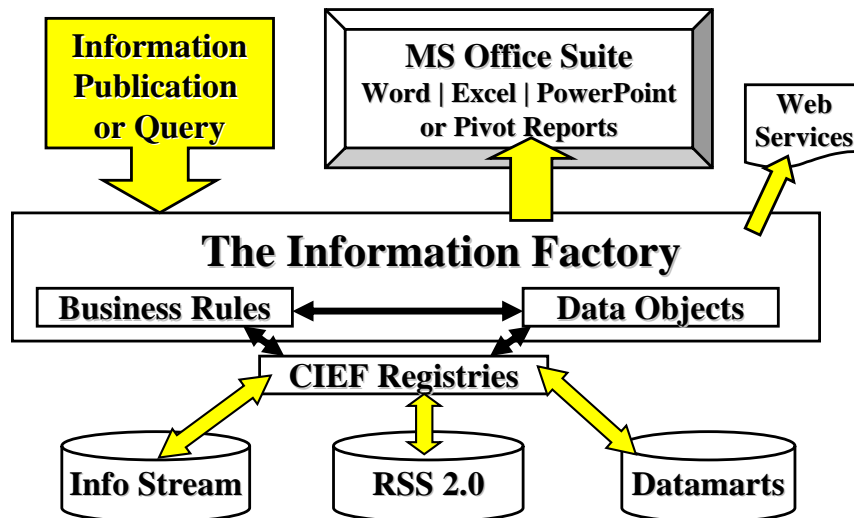 Information
Publication
or Query
MS Office Suite
Word | Excel | PowerPoint
or Pivot Reports
Web
Services
The Information Factory
Business Rules
Data Objects
CIEF Registries
Info Stream
RSS 2.0
Datamarts